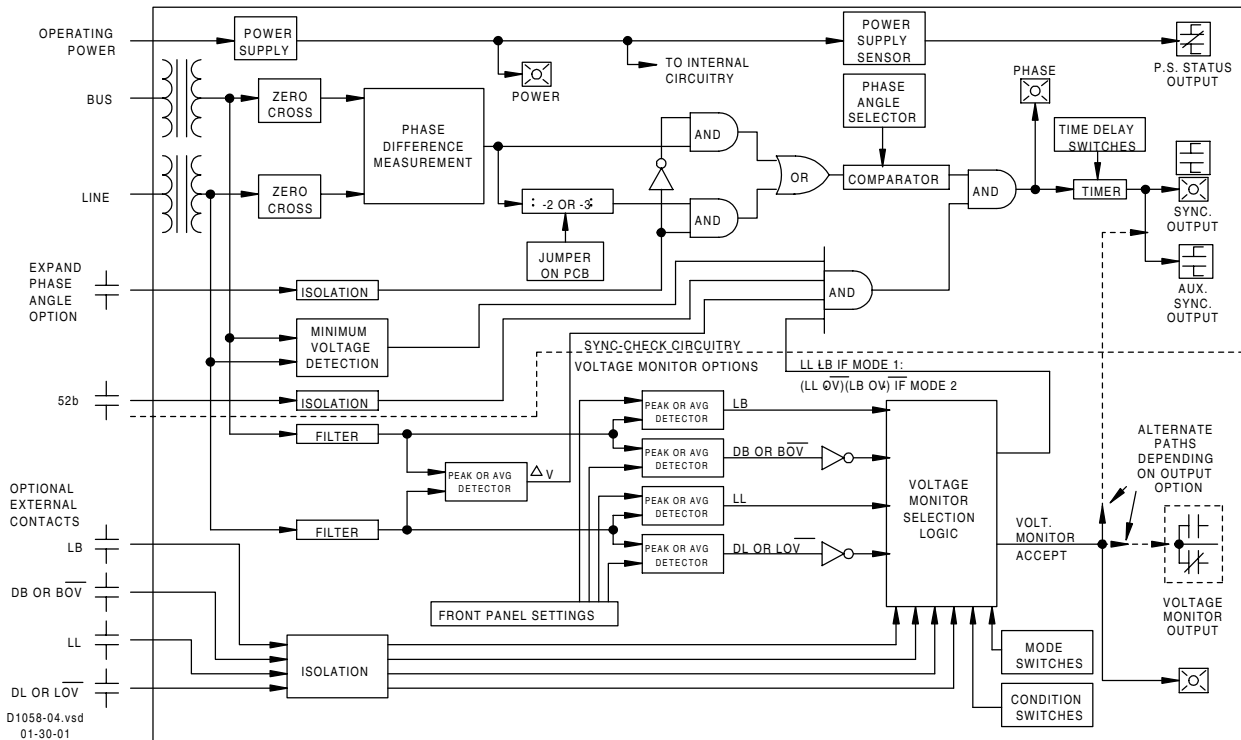 OPERATING
POWER
POWER
SUPPLY
POWER
SUPPLY
SENSOR
P.S. STATUS
OUTPUT
TO INTERNAL
CIRCUITRY
POWER
BUS
ZERO
CROSS
PHASE
DIFFERENCE
MEASUREMENT
AND
PHASE
ANGLE
SELECTOR
PHASE
TIME DELAY
SWITCHES
OR
COMPARATOR
AND
TIMER
SYNC.
OUTPUT
LINE
ZERO
CROSS
: -2 OR -3:
AND
JUMPER
ON PCB
AUX.
SYNC.
OUTPUT
EXPAND
PHASE
ANGLE
OPTION
ISOLATION
AND
MINIMUM
VOLTAGE
DETECTION
SYNC-CHECK CIRCUITRY
VOLTAGE MONITOR OPTIONS
LL LB IF MODE 1:
(LL O̅V̅)(LB O̅V̅) IF MODE 2
52b
ISOLATION
FILTER
PEAK OR AVG
DETECTOR
LB
PEAK OR AVG
DETECTOR
DB OR BO̅V̅
PEAK OR AVG
DETECTOR
△ V
PEAK OR AVG
DETECTOR
LL
FILTER
PEAK OR AVG
DETECTOR
DL OR LO̅V̅
VOLTAGE
MONITOR
SELECTION
LOGIC
ALTERNATE
PATHS
DEPENDING
ON OUTPUT
OPTION
VOLT.
MONITOR
ACCEPT
VOLTAGE
MONITOR
OUTPUT
OPTIONAL
EXTERNAL
CONTACTS
LB
DB OR BO̅V̅
LL
DL OR LO̅V̅
FRONT PANEL SETTINGS
ISOLATION
MODE
SWITCHES
CONDITION
SWITCHES
D1058-04.vsd
01-30-01